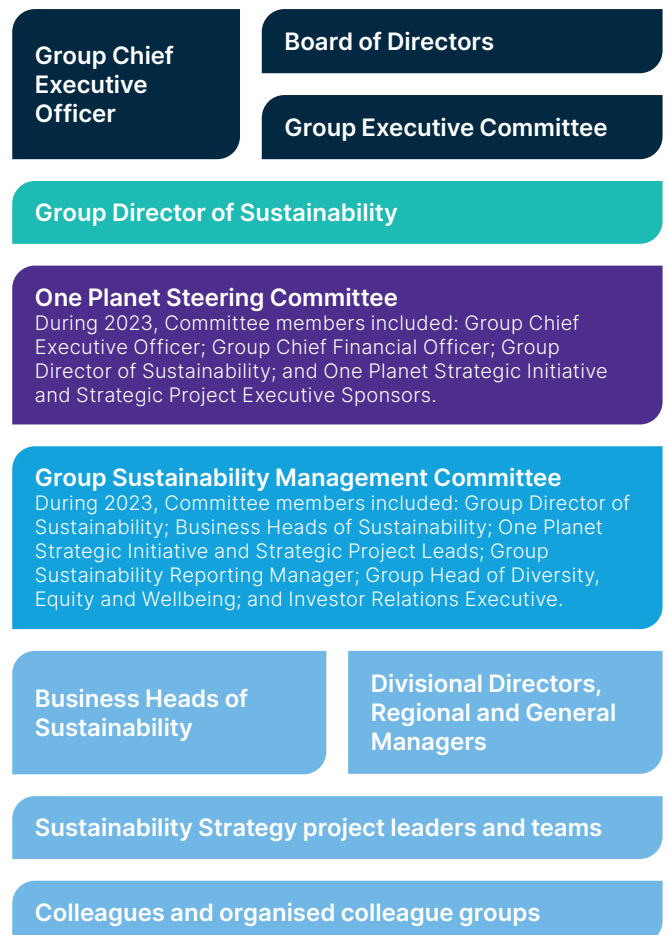 Group Chief
Executive
Officer
Board of Directors
Group Executive Committee
Group Director of Sustainability
One Planet Steering Committee
During 2023, Committee members included: Group Chief
Executive Officer; Group Chief Financial Officer; Group
Director of Sustainability; and One Planet Strategic Initiative
and Strategic Project Executive Sponsors.
Group Sustainability Management Committee
During 2023, Committee members included: Group Director of
Sustainability; Business Heads of Sustainability; One Planet
Strategic Initiative and Strategic Project Leads; Group
Sustainability Reporting Manager; Group Head of Diversity,
Equity and Wellbeing; and Investor Relations Executive.
Business Heads of
Sustainability
Divisional Directors,
Regional and General
Managers
Sustainability Strategy project leaders and teams
Colleagues and organised colleague groups